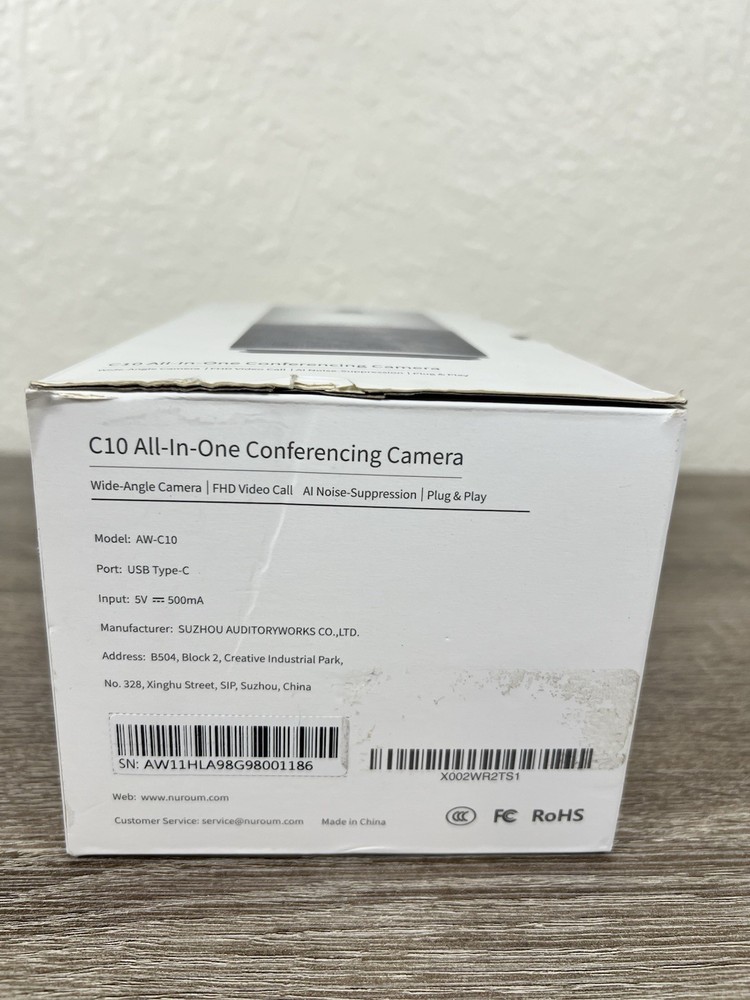 C10 All-In-One Conferencing Camera
C10 All-In-One Conferencing Camera
Wide-Angle Camera | FHD Video Call AI Noise-Suppression | Plug & Play
Model: AW-C10
Port: USB Type-C
Input: 5V ⎓ 500mA
Manufacturer: SUZHOU AUDITORYWORKS CO.,LTD.
Address: B504, Block 2, Creative Industrial Park,
No. 328, Xinghu Street, SIP, Suzhou, China
SN: AW11HLA98G98001186
X002WR2TS1
Web: www.nuroum.com
Customer Service: service@nuroum.com Made in China
CCC FC RoHS